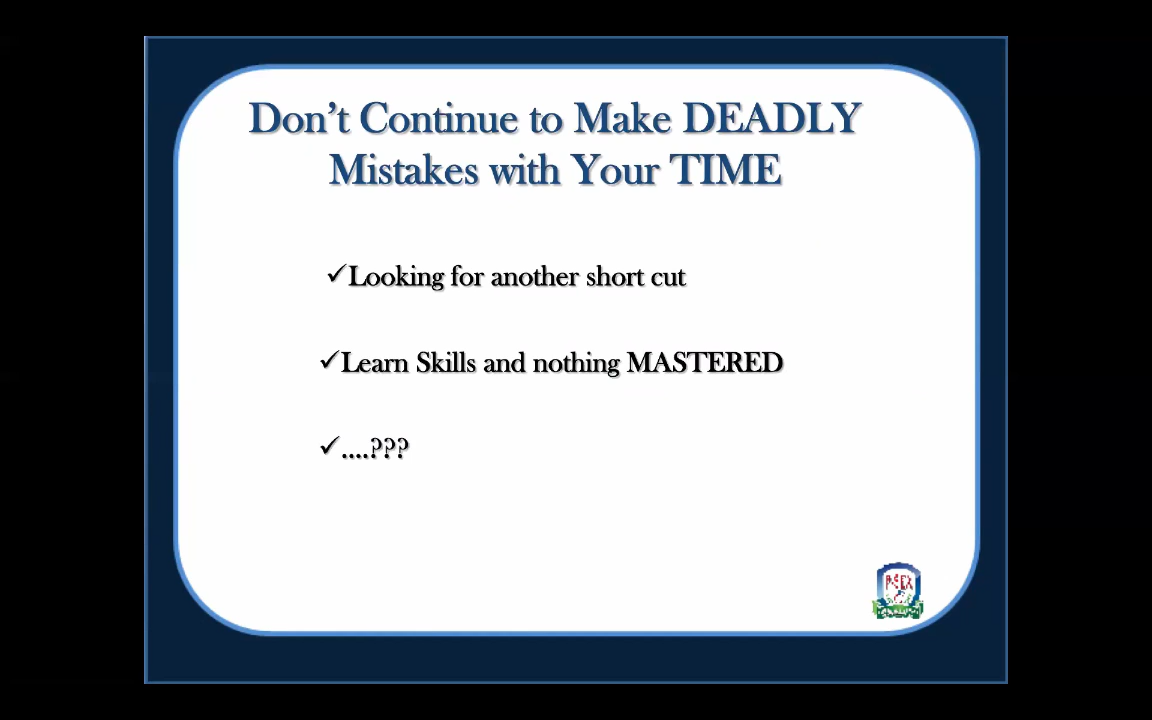 Don’t Continue to Make DEADLY
Mistakes with Your TIME
✓Looking for another short cut
✓Learn Skills and nothing MASTERED
✓....???